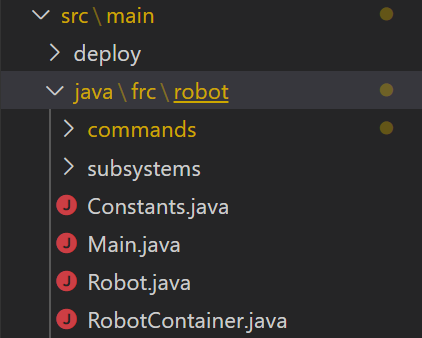 src\main
deploy
java\frc\robot
commands
subsystems
J Constants.java
J Main.java
J Robot.java
J RobotContainer.java